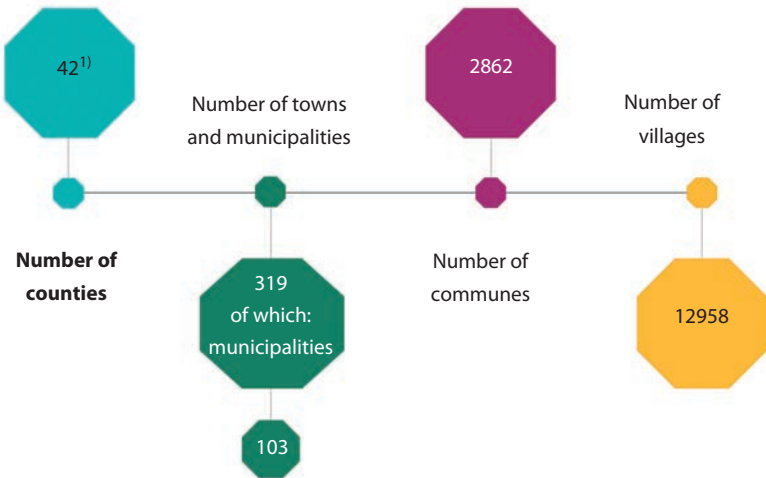 42¹⁾
Number of towns
and municipalities
2862
Number of
villages
Number of
counties
319
of which:
municipalities
103
Number of
communes
12958